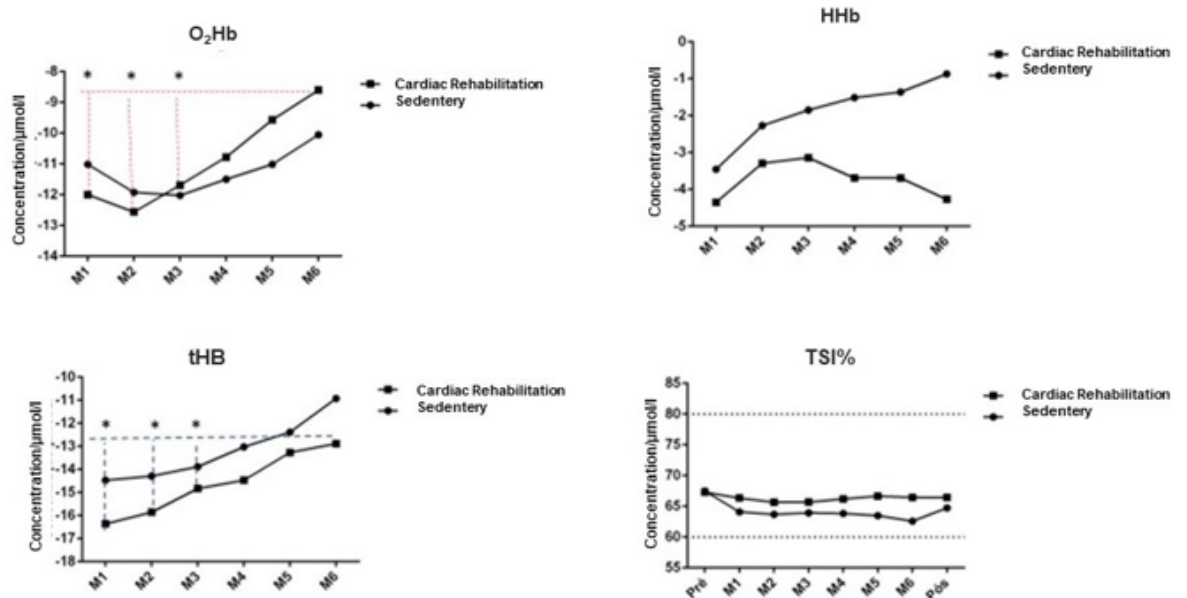 O₂Hb
* * *
Concentration/µmol/l
-8
-9
-10
-11
-12
-13
-14
M1 M2 M3 M4 M5 M6
Cardiac Rehabilitation
Sedentery
HHb
Concentration/µmol/l
0
-1
-2
-3
-4
-5
M1 M2 M3 M4 M5 M6
Cardiac Rehabilitation
Sedentery
tHB
* * *
Concentration/µmol/l
-10
-11
-12
-13
-14
-15
-16
-17
-18
M1 M2 M3 M4 M5 M6
Cardiac Rehabilitation
Sedentery
TSI%
Concentration/µmol/l
85
80
75
70
65
60
55
Pré M1 M2 M3 M4 M5 M6 Pós
Cardiac Rehabilitation
Sedentery